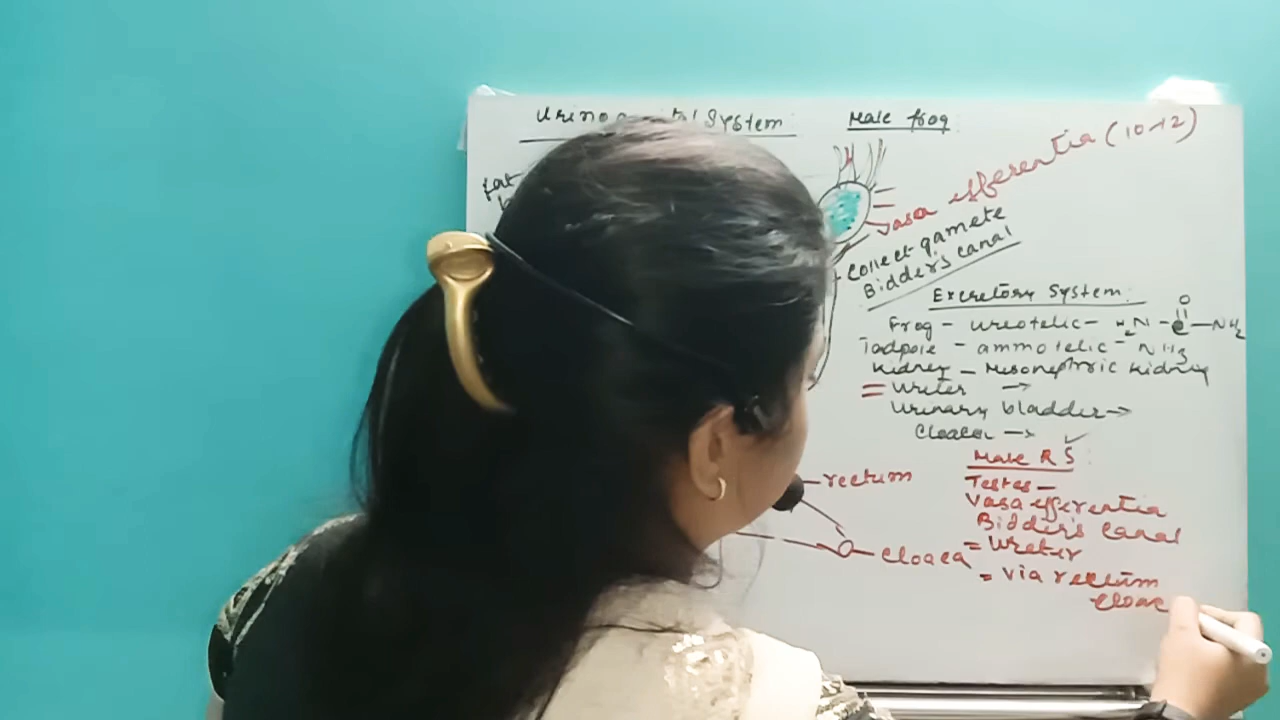 System Male frog
fat
Vasa efferentia (10-12)
Collect gamete
Bidder's canal
Excretory System
Frog - ureotelic - H2N - C - NH2
O
Tadpole - ammotelic - NH3
Kidney - Mesonephric Kidney
= Ureter →
Urinary bladder →
Cloaca →
Male R S ✓
rectum
Testes -
Vasa efferentia
Bidder's Canal
Cloaca = Ureter
= via rectum
cloac